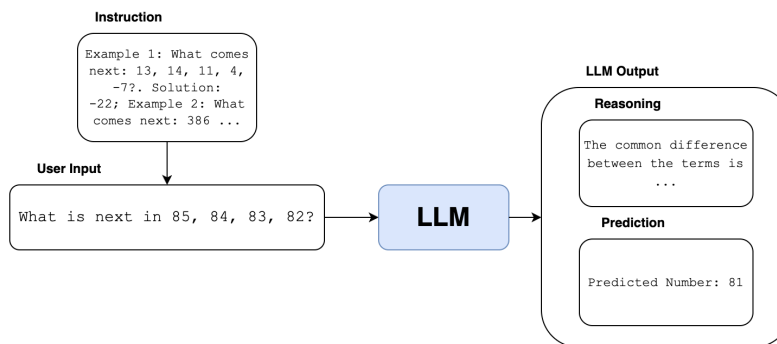 Instruction
Example 1: What comes
next: 13, 14, 11, 4,
-7?. Solution:
-22; Example 2: What
comes next: 386 ...
User Input
What is next in 85, 84, 83, 82?
LLM
LLM Output
Reasoning
The common difference
between the terms is
...
Prediction
Predicted Number: 81